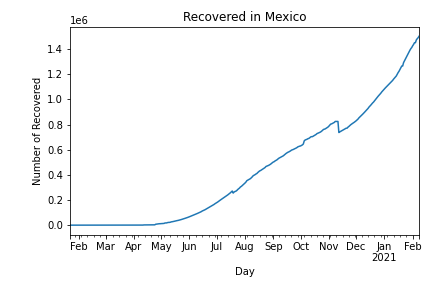 Recovered in Mexico
1e6
1.4
1.2
1.0
0.8
0.6
0.4
0.2
0.0
Number of Recovered
Feb Mar Apr May Jun Jul Aug Sep Oct Nov Dec Jan Feb
2021
Day